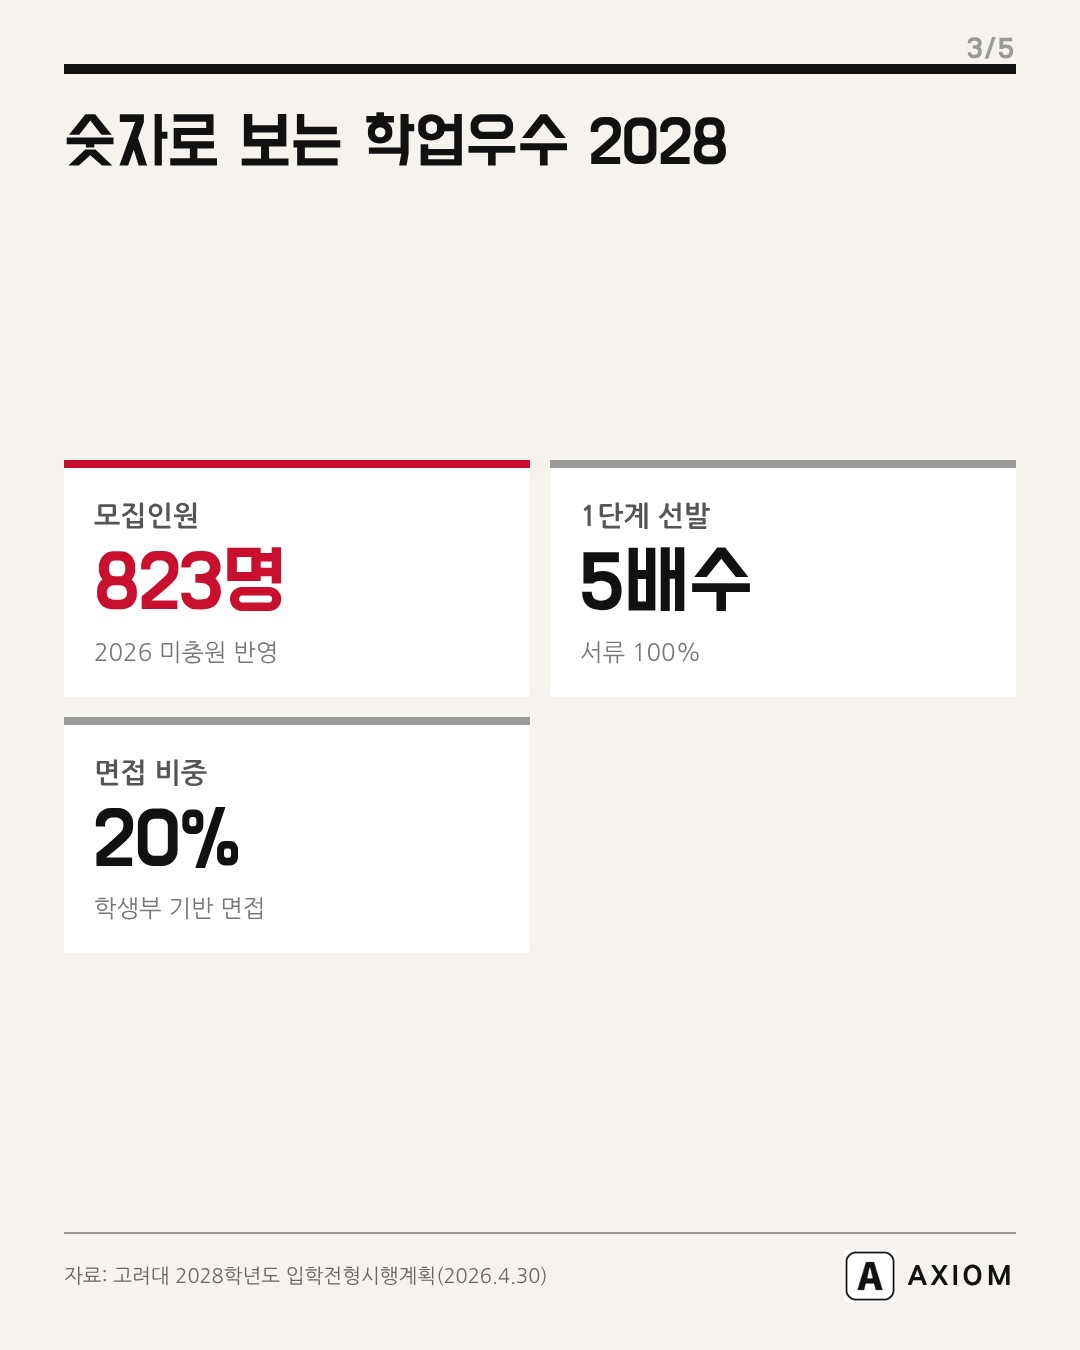 3/5
숫자로 보는 학업우수 2028
모집인원
823명
2026 미충원 반영
1단계 선발
5배수
서류 100%
면접 비중
20%
학생부 기반 면접
자료: 고려대 2028학년도 입학전형시행계획(2026.4.30)
A AXIOM